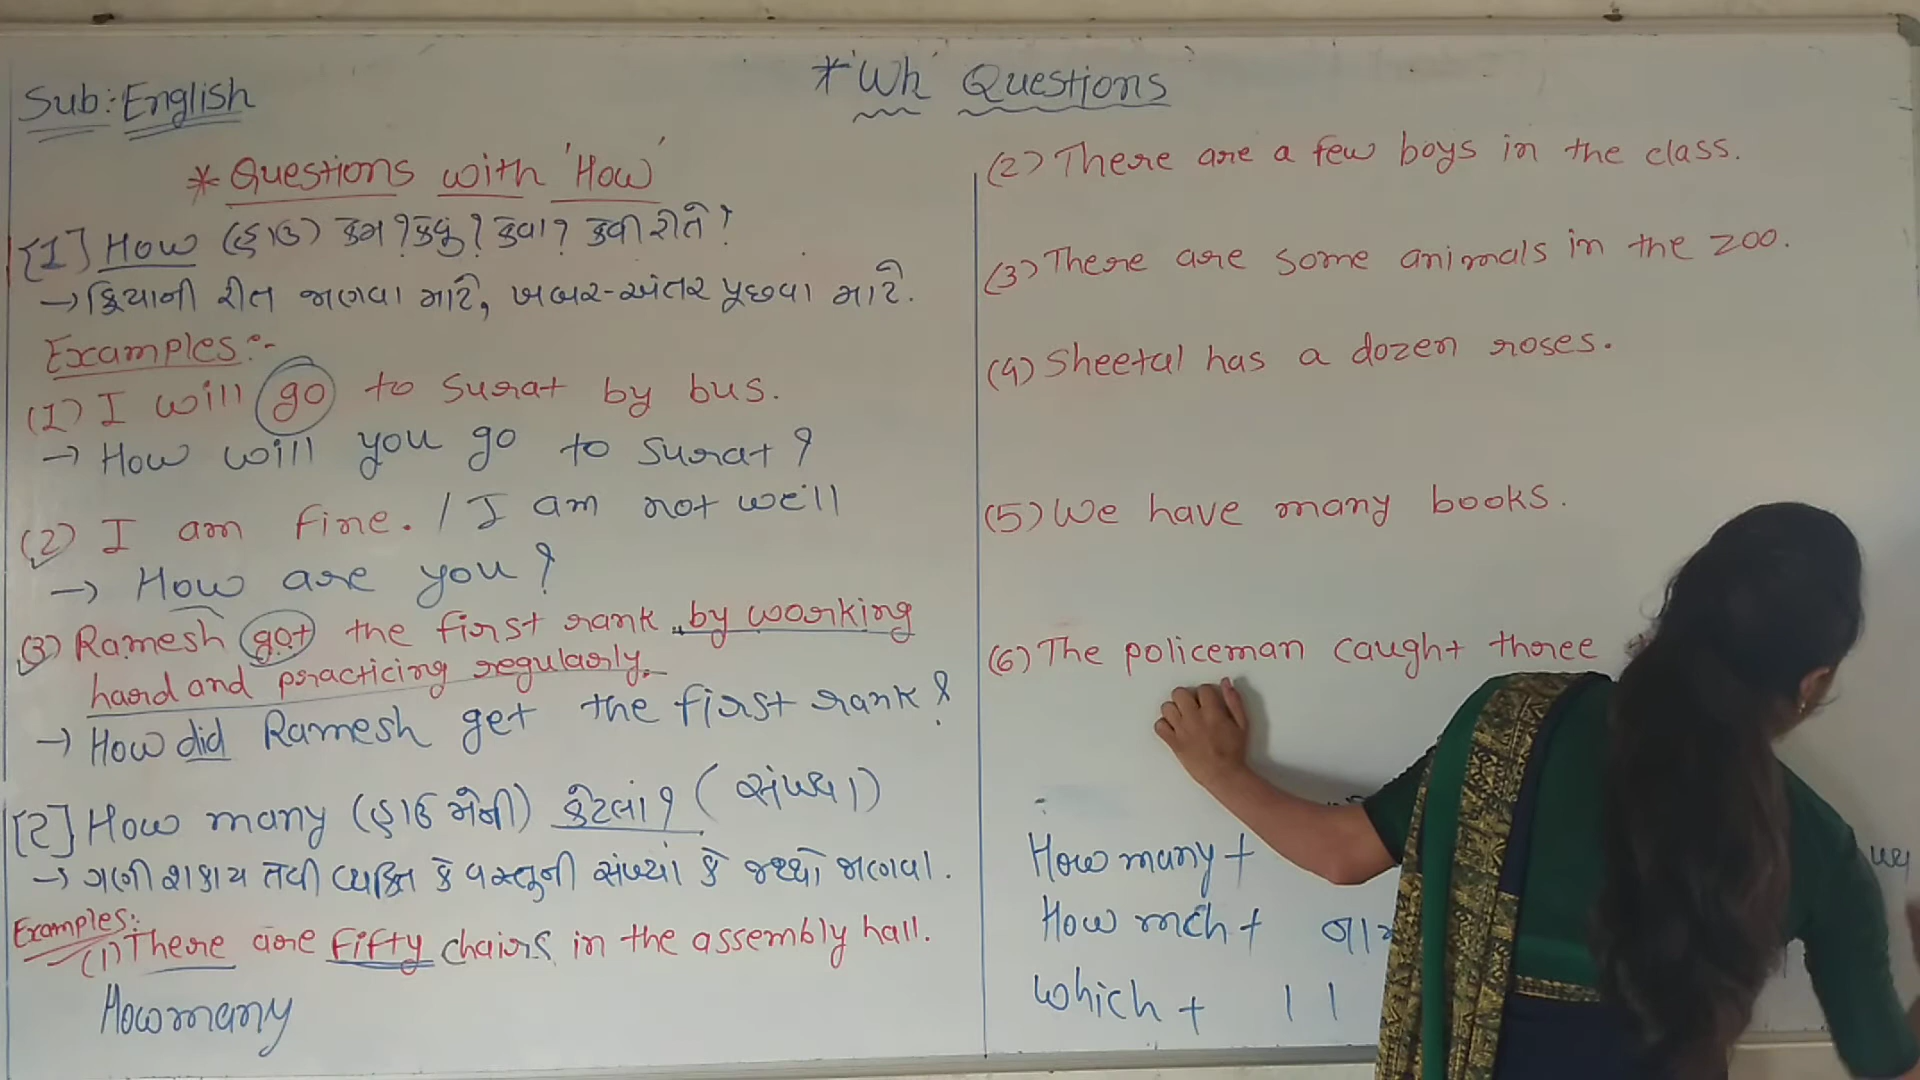 Sub: English
* 'Wh' Questions
* Questions with 'How'
[1] How (હાઉ) કેમ? કેવું? કેવા? કેવી રીતે?
→ ક્રિયાની રીત જાણવા માટે, ખબર-અંતર પૂછવા માટે.
Examples:-
(1) I will go to Surat by bus.
→ How will you go to Surat?
(2) I am fine. / I am not well
→ How are you?
(3) Ramesh got the first rank by working
hard and practicing regularly.
→ How did Ramesh get the first rank?
[2] How many (હાઉ મેની) કેટલાં? (સંખ્યા)
→ ગણી શકાય તેવી વ્યક્તિ કે વસ્તૂની સંખ્યા કે જથ્થો જાણવા.
Examples:
(1) There are fifty chairs in the assembly hall.
How many
(2) There are a few boys in the class.
(3) There are some animals in the zoo.
(4) Sheetal has a dozen roses.
(5) We have many books.
(6) The policeman caught three
How many +
How mch +
which +